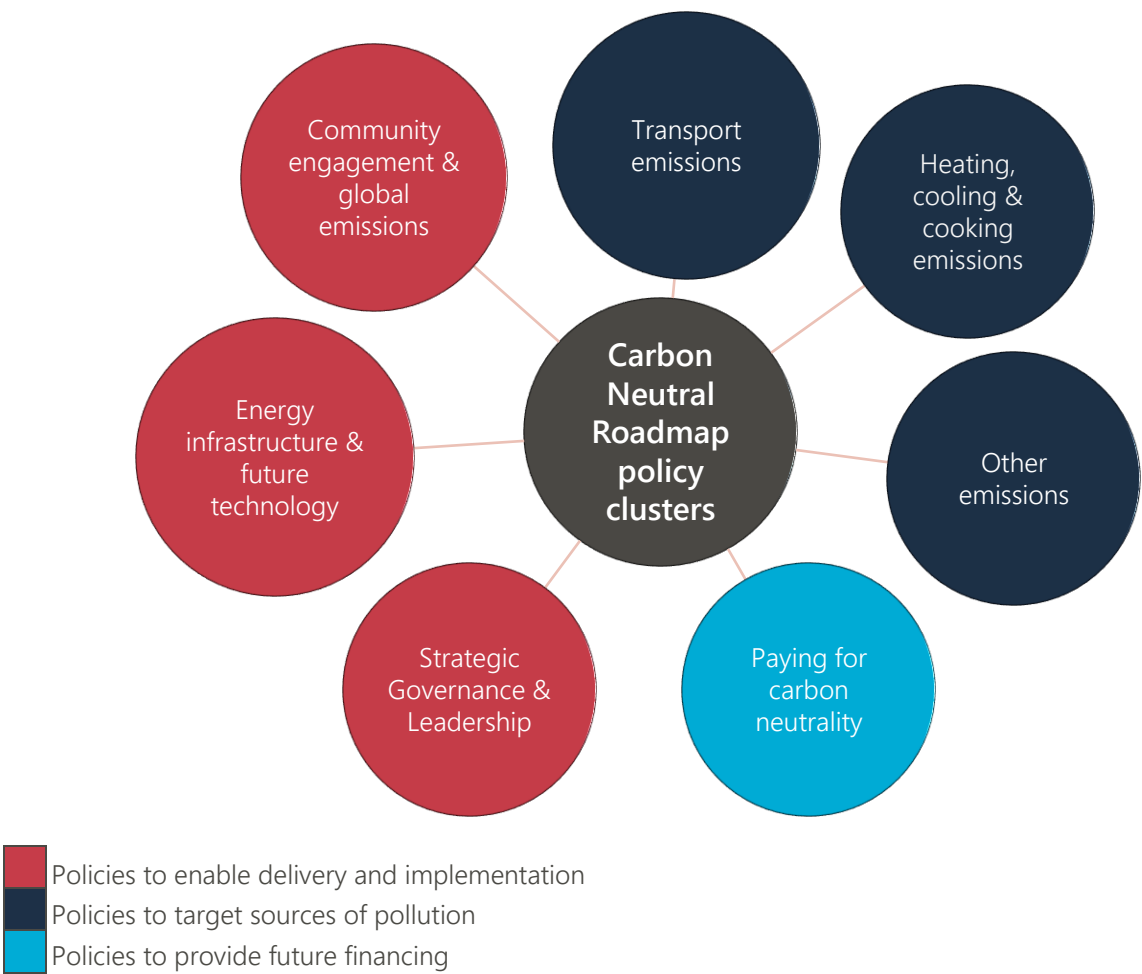 Community
engagement &
global
emissions
Transport
emissions
Heating,
cooling &
cooking
emissions
Carbon
Neutral
Roadmap
policy
clusters
Energy
infrastructure &
future
technology
Other
emissions
Strategic
Governance &
Leadership
Paying for
carbon
neutrality
Policies to enable delivery and implementation
Policies to target sources of pollution
Policies to provide future financing